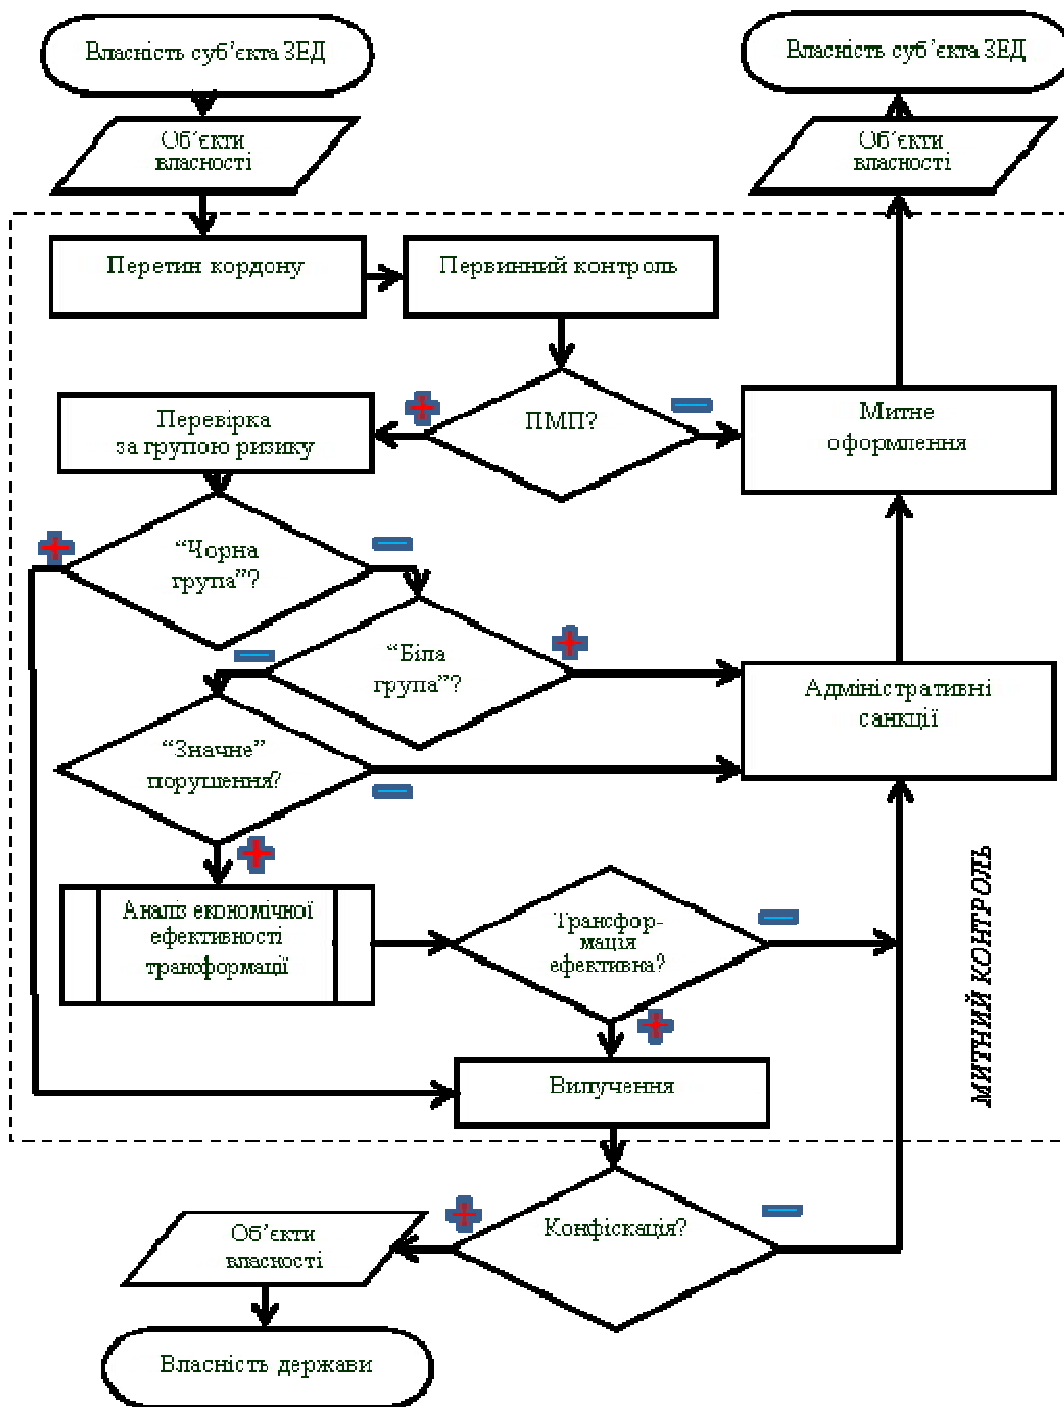 Власність суб'єкта ЗЕД
Власність суб'єкта ЗЕД
Об'єкти
власності
Об'єкти
власності
Перетин кордону
Первинний контроль
ПМП?
Митне
оформлення
Перевірка
за групою ризику
“Чорна
група”?
“Біла
група”?
Адміністративні
санкції
“Значне”
порушення?
Аналіз економічної
ефективності
трансформації
Трансфор-
мація
ефективна?
МИТНИЙ КОНТРОЛЬ
Вилучення
Конфіскація?
Об'єкти
власності
Власність держави